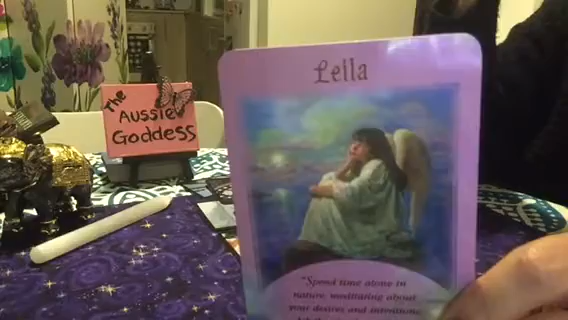 The
Aussie
Goddess
Leila
"Spend time alone in
nature, meditating about
your desires and intentions